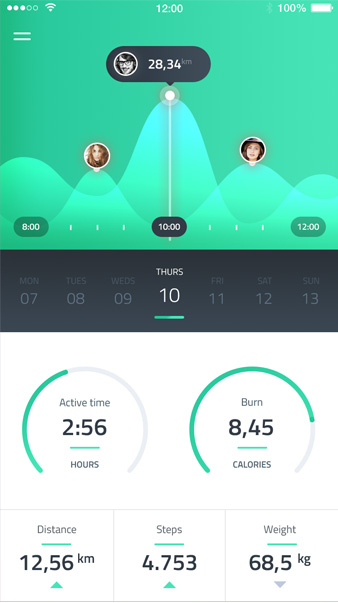 12:00
100%
28,34km
8:00
10:00
12:00
MON TUES WEDS THURS FRI SAT SUN
07 08 09 10 11 12 13
Active time
2:56
HOURS
Burn
8,45
CALORIES
Distance
12,56 km
Steps
4.753
Weight
68,5 kg